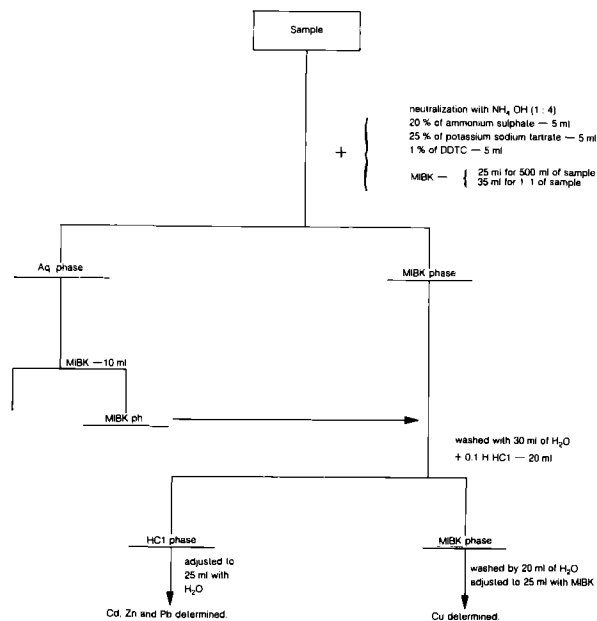 Sample
neutralization with NH₄ OH (1 : 4)
20 % of ammonium sulphate — 5 ml
25 % of potassium sodium tartrate — 5 ml
+
1 % of DDTC — 5 ml
MIBK — { 25 ml for 500 ml of sample
35 ml for 1 l of sample
Aq phase
MIBK phase
MIBK — 10 ml
MIBK ph
washed with 30 ml of H₂O
+ 0.1 H HC1 — 20 ml
HC1 phase
MIBK phase
adjusted to
25 ml with
H₂O
washed by 20 ml of H₂O
adjusted to 25 ml with MIBK
Cd, Zn and Pb determined.
Cu determined.